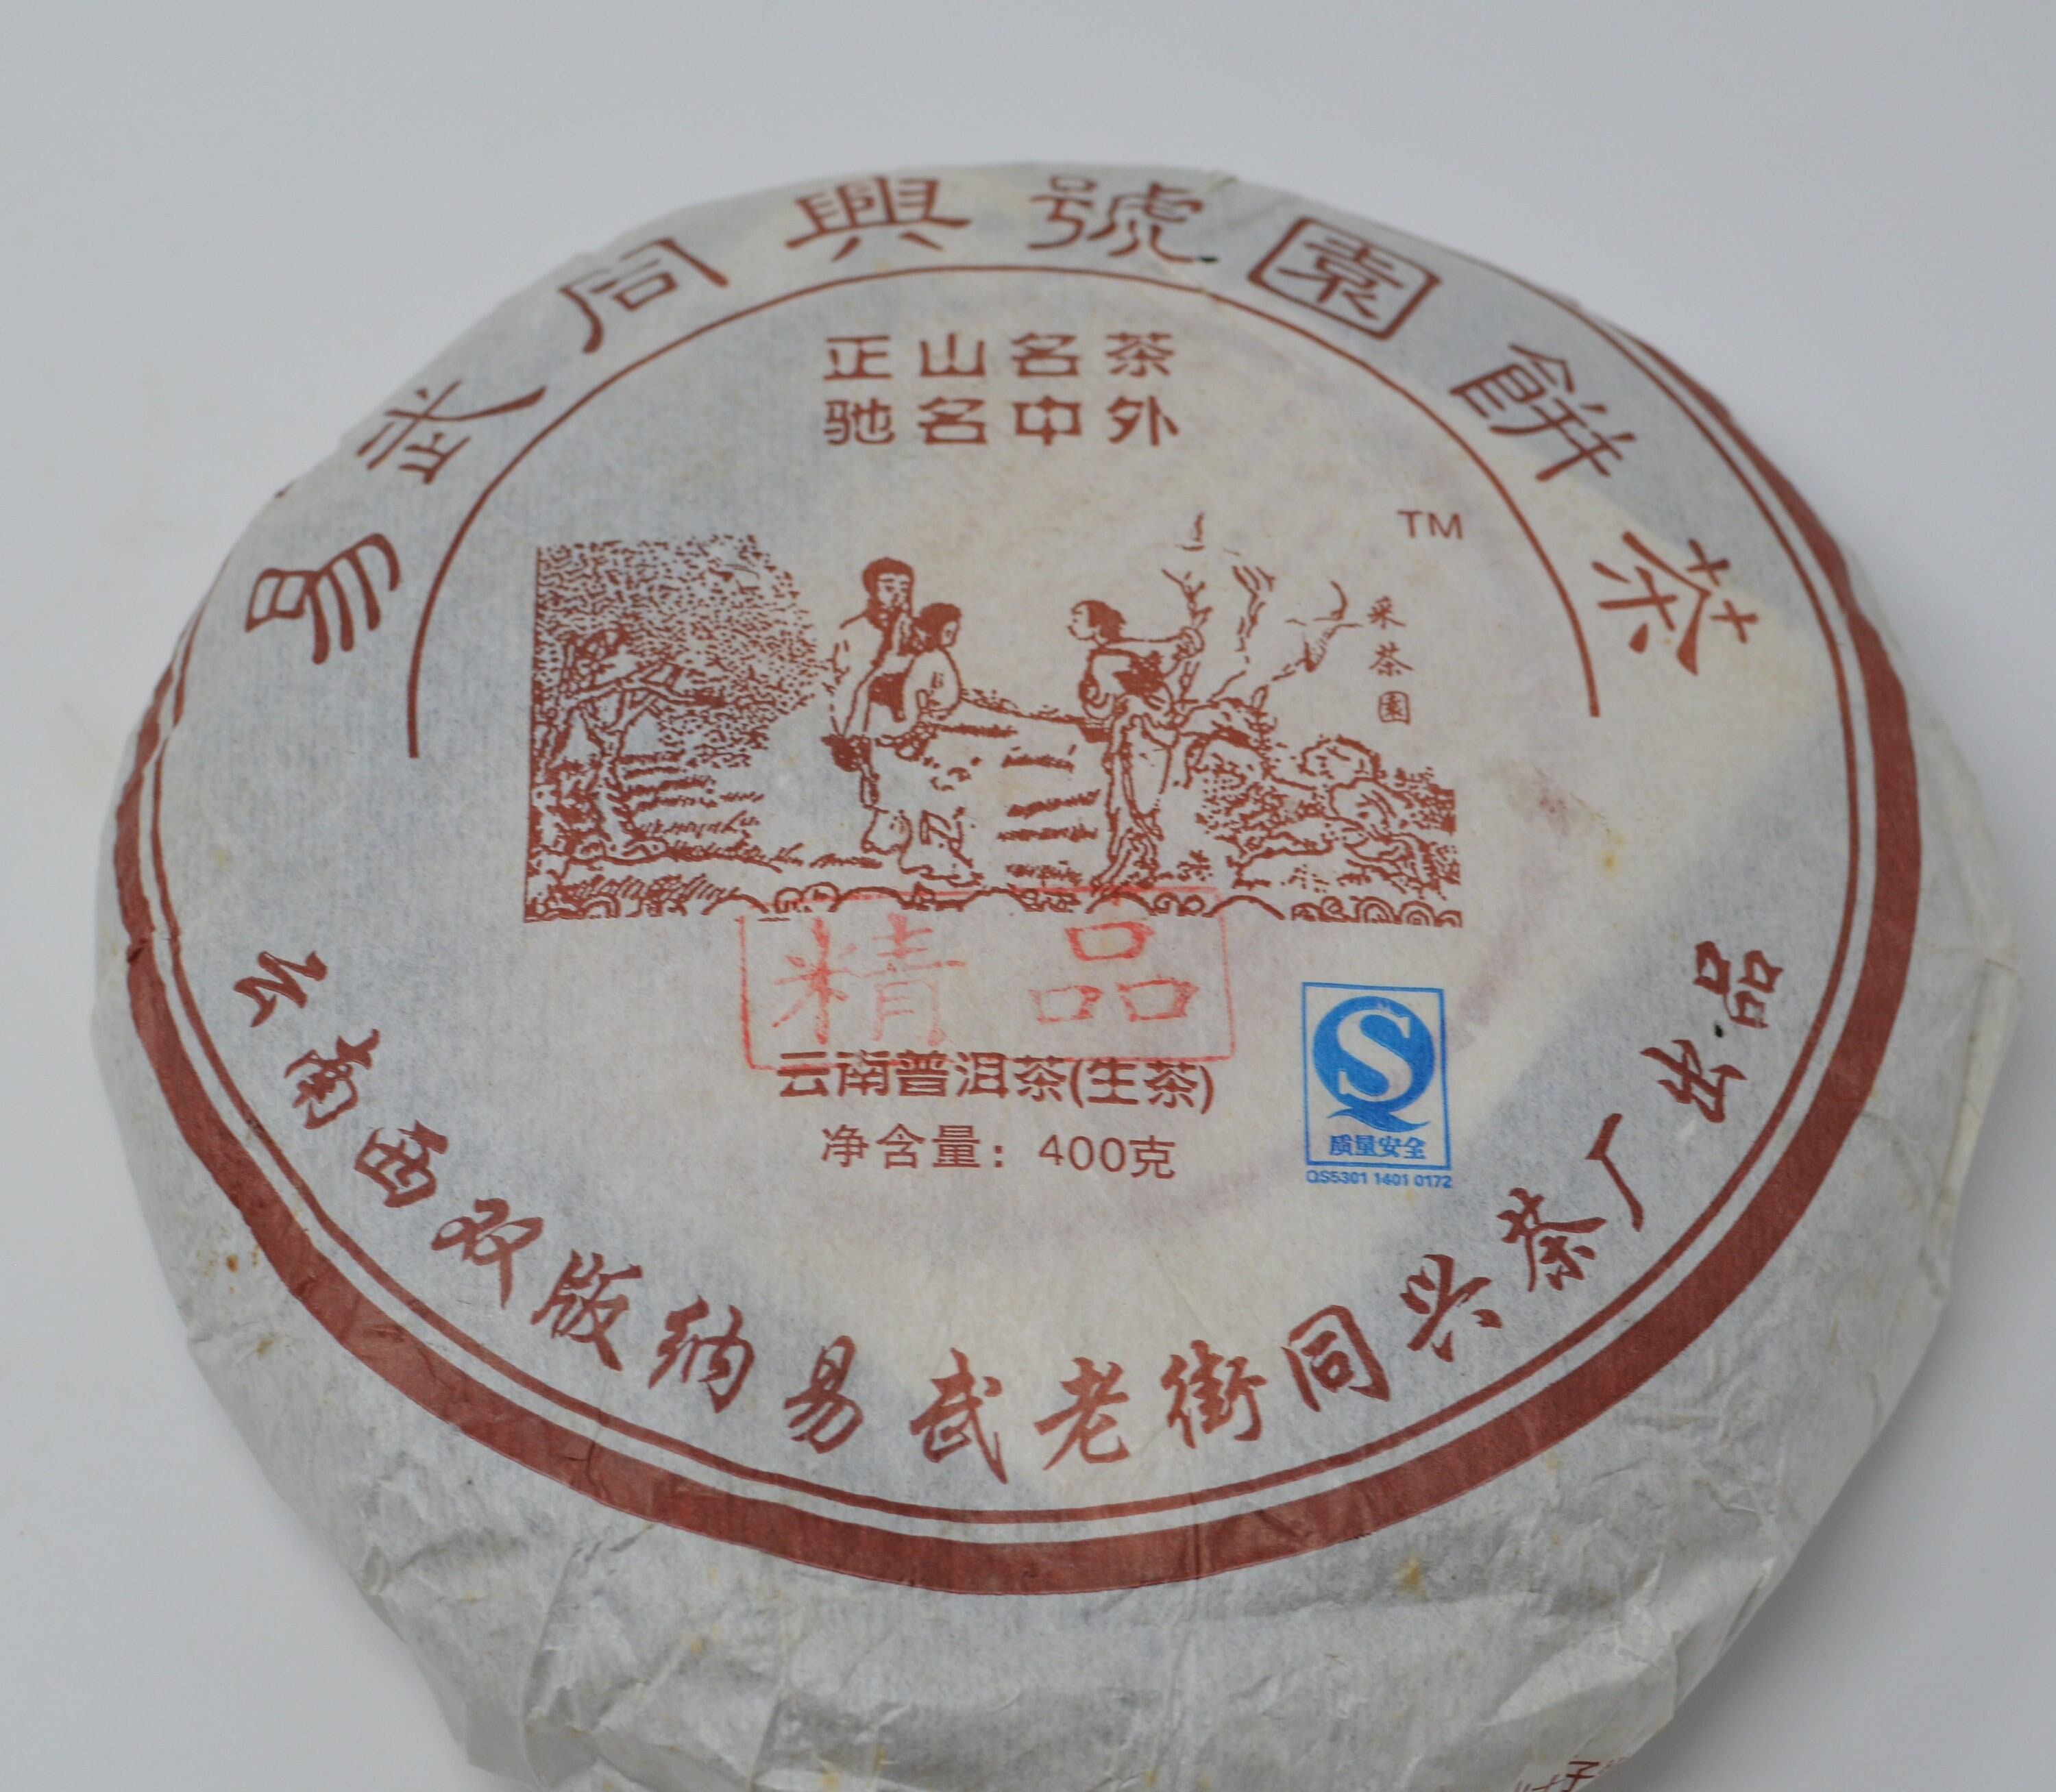 易武同興號圓餅茶
正山名茶
驰名中外
TM
采茶園
精品
云南普洱茶(生茶)
净含量：400克
质量安全
QS5301 1401 0172
云南西双版纳易武老街同兴茶厂出品